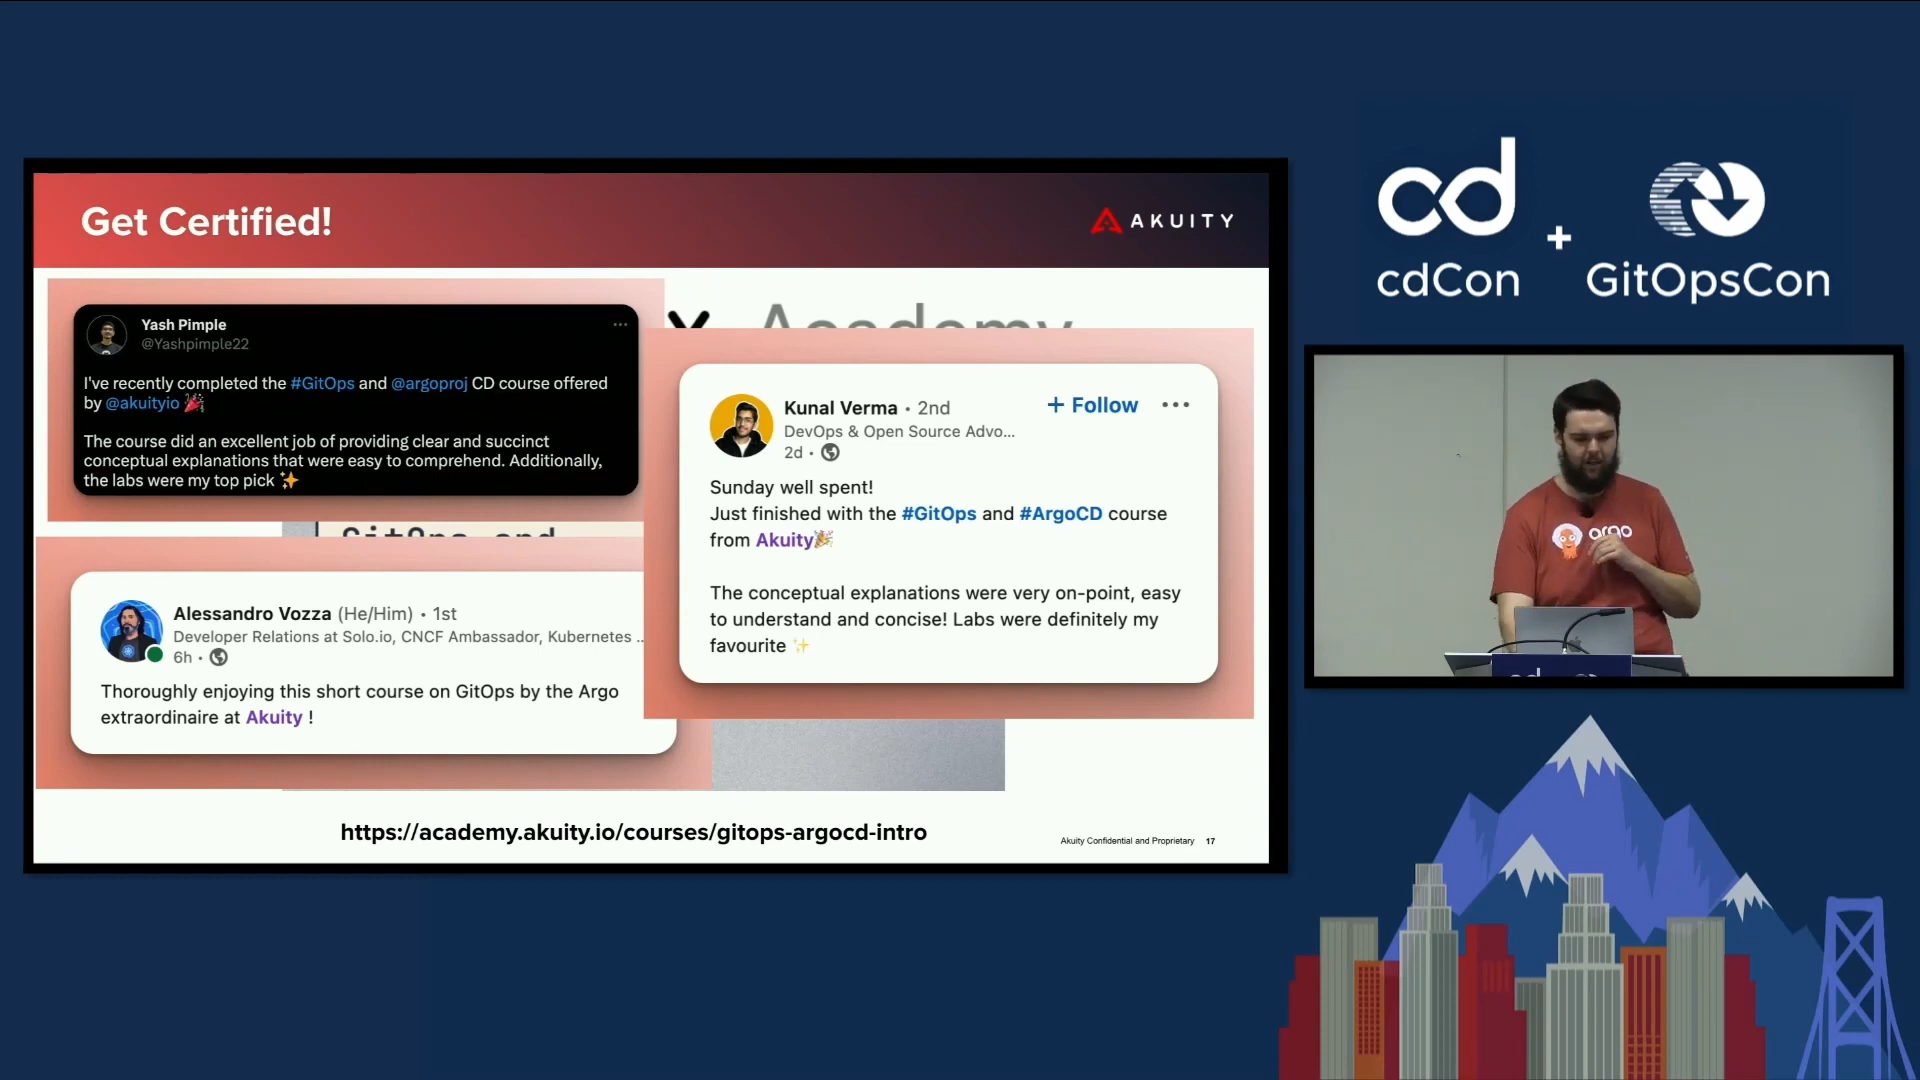 Get Certified!
AKUITY
Academy
Yash Pimple
@Yashpimple22
I've recently completed the #GitOps and @argoproj CD course offered
by @akuityio 🎉
The course did an excellent job of providing clear and succinct
conceptual explanations that were easy to comprehend. Additionally,
the labs were my top pick ✨
GitOps and
Kunal Verma • 2nd
+ Follow
DevOps & Open Source Advo...
2d •
Sunday well spent!
Just finished with the #GitOps and #ArgoCD course
from Akuity🎉
The conceptual explanations were very on-point, easy
to understand and concise! Labs were definitely my
favourite ✨
Alessandro Vozza (He/Him) • 1st
Developer Relations at Solo.io, CNCF Ambassador, Kubernetes ...
6h •
Thoroughly enjoying this short course on GitOps by the Argo
extraordinaire at Akuity !
https://academy.akuity.io/courses/gitops-argocd-intro
Akuity Confidential and Proprietary 17
cd
+
cdCon
GitOpsCon
argo